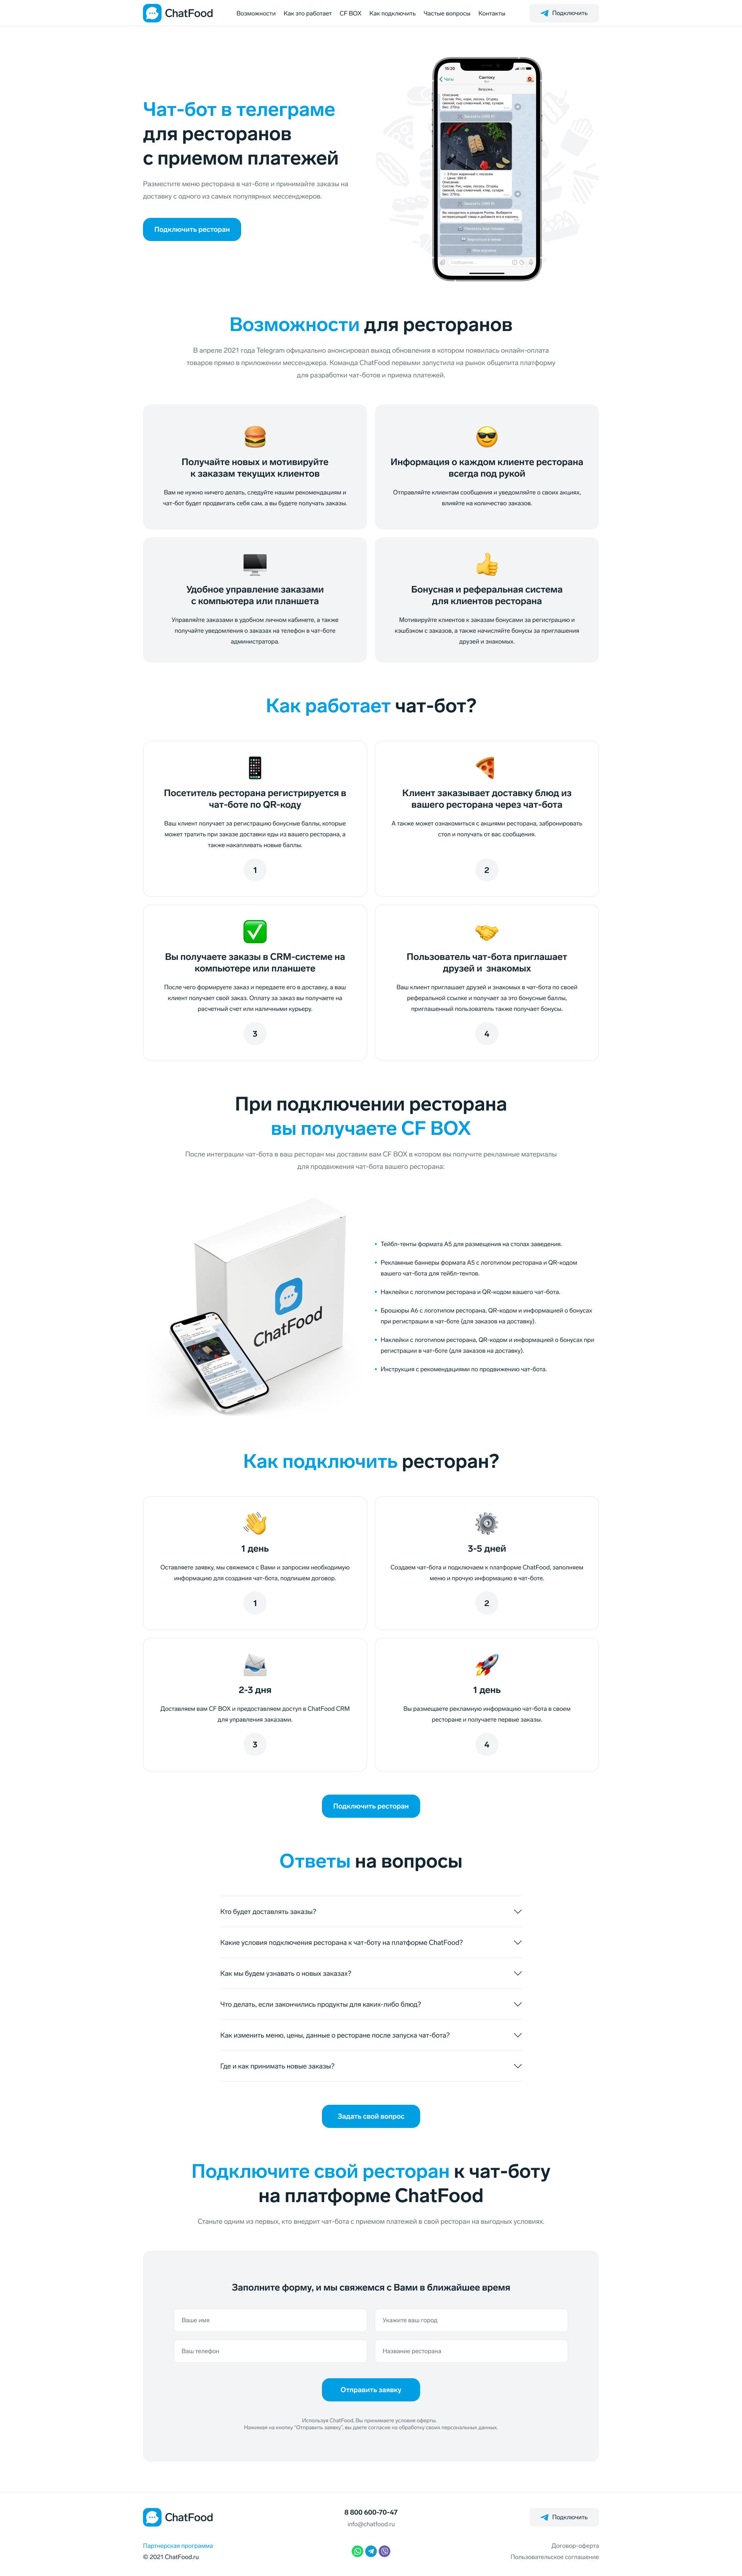 ChatFood
Возможности
Как это работает
CF BOX
Как подключить
Частые вопросы
Контакты
Подключить
Чат-бот в телеграме
для ресторанов
с приемом платежей
Разместите меню ресторана в чат-боте и принимайте заказы на
доставку с одного из самых популярных мессенджеров.
Подключить ресторан
Возможности для ресторанов
В апреле 2021 года Telegram официально анонсировал выход обновления в котором появилась онлайн-оплата
товаров прямо в приложении мессенджера. Команда ChatFood первыми запустила на рынок общепита платформу
для разработки чат-ботов и приема платежей.
Получайте новых и мотивируйте
к заказам текущих клиентов
Вам не нужно ничего делать, следуйте нашим рекомендациям и
чат-бот будет продвигать себя сам, а вы будете получать заказы.
Информация о каждом клиенте ресторана
всегда под рукой
Отправляйте клиентам сообщения и уведомляйте о своих акциях,
влияйте на количество заказов.
Удобное управление заказами
с компьютера или планшета
Управляйте заказами в удобном личном кабинете, а также
получайте уведомления о заказах на телефон в чат-боте
администратора.
Бонусная и реферальная система
для клиентов ресторана
Мотивируйте клиентов к заказам бонусами за регистрацию и
кэшбэком с заказов, а также начисляйте бонусы за приглашения
друзей и знакомых.
Как работает чат-бот?
Посетитель ресторана регистрируется в
чат-боте по QR-коду
Ваш клиент получает за регистрацию бонусные баллы, которые
может тратить при заказе доставки еды из вашего ресторана, а
также накапливать новые баллы.
1
Клиент заказывает доставку блюд из
вашего ресторана через чат-бота
А также может ознакомиться с акциями ресторана, забронировать
стол и получать от вас сообщения.
2
Вы получаете заказы в CRM-системе на
компьютере или планшете
После чего формируете заказ и передаете его в доставку, а ваш
клиент получает свой заказ. Оплату за заказ вы получаете на
расчетный счет или наличными курьеру.
3
Пользователь чат-бота приглашает
друзей и знакомых
Ваш клиент приглашает друзей и знакомых в чат-бота по своей
реферальной ссылке и получает за это бонусные баллы,
приглашенный пользователь также получает бонусы.
4
При подключении ресторана
вы получаете CF BOX
После интеграции чат-бота в ваш ресторан мы доставим вам CF BOX в котором вы получите рекламные материалы
для продвижения чат-бота вашего ресторана:
ChatFood
Тейбл-тенты формата А5 для размещения на столах заведения.
Рекламные баннеры формата А5 с логотипом ресторана и QR-кодом
вашего чат-бота для тейбл-тентов.
Наклейки с логотипом ресторана и QR-кодом вашего чат-бота.
Брошюры А6 с логотипом ресторана, QR-кодом и информацией о бонусах
при регистрации в чат-боте (для заказов на доставку).
Наклейки с логотипом ресторана, QR-кодом и информацией о бонусах при
регистрации в чат-боте (для заказов на доставку).
Инструкция с рекомендациями по продвижению чат-бота.
Как подключить ресторан?
1 день
Оставляете заявку, мы свяжемся с Вами и запросим необходимую
информацию для создания чат-бота, подпишем договор.
1
3-5 дней
Создаем чат-бота и подключаем к платформе ChatFood, заполняем
меню и прочую информацию в чат-боте.
2
2-3 дня
Доставляем вам CF BOX и предоставляем доступ в ChatFood CRM
для управления заказами.
3
1 день
Вы размещаете рекламную информацию чат-бота в своем
ресторане и получаете первые заказы.
4
Подключить ресторан
Ответы на вопросы
Кто будет доставлять заказы?
Какие условия подключения ресторана к чат-боту на платформе ChatFood?
Как мы будем узнавать о новых заказах?
Что делать, если закончились продукты для каких-либо блюд?
Как изменить меню, цены, данные о ресторане после запуска чат-бота?
Где и как принимать новые заказы?
Задать свой вопрос
Подключите свой ресторан к чат-боту
на платформе ChatFood
Станьте одним из первых, кто внедрит чат-бота с приемом платежей в свой ресторан на выгодных условиях.
Заполните форму, и мы свяжемся с Вами в ближайшее время
Ваше имя
Укажите ваш город
Ваш телефон
Название ресторана
Отправить заявку
Используя ChatFood, Вы принимаете условия оферты.
Нажимая на кнопку "Отправить заявку", вы даете согласие на обработку своих персональных данных.
ChatFood
8 800 600-70-47
info@chatfood.ru
Подключить
Партнерская программа
© 2021 ChatFood.ru
Договор-оферта
Пользовательское соглашение